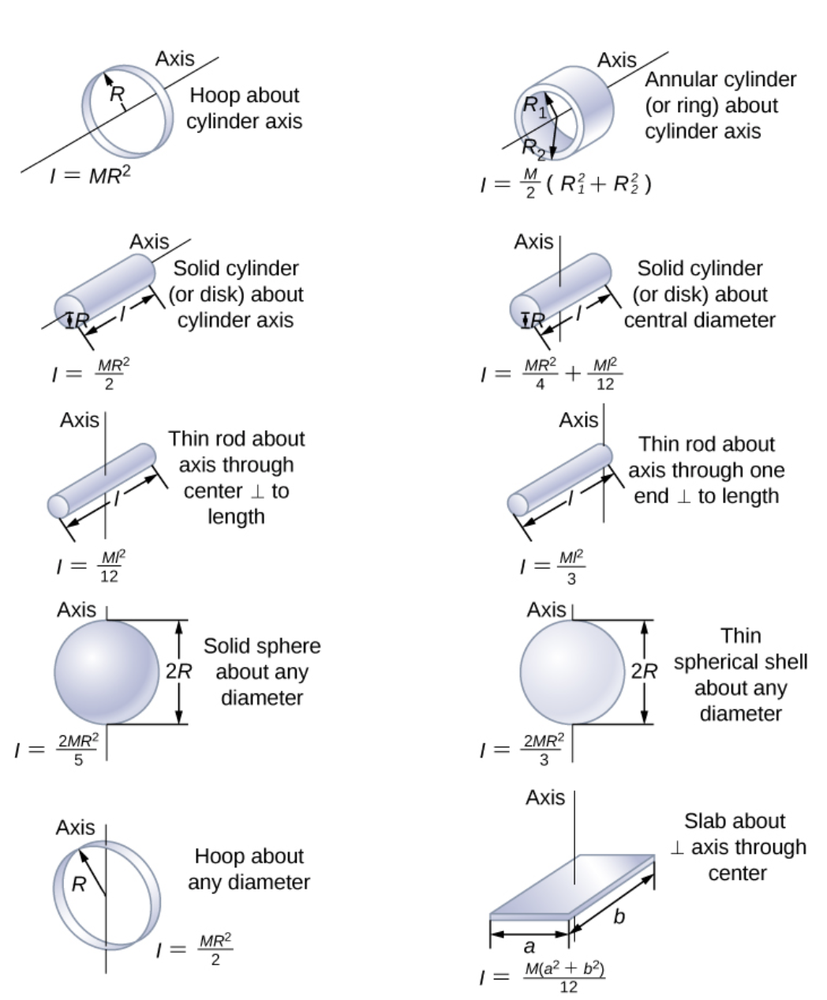 Axis
R
Hoop about
cylinder axis
I = MR²
Axis
R₁
R₂
Annular cylinder
(or ring) about
cylinder axis
I = M/2 ( R₁² + R₂² )
Axis
R
l
Solid cylinder
(or disk) about
cylinder axis
I = MR²/2
Axis
R
l
Solid cylinder
(or disk) about
central diameter
I = MR²/4 + Ml²/12
Axis
l
Thin rod about
axis through
center ⊥ to
length
I = Ml²/12
Axis
l
Thin rod about
axis through one
end ⊥ to length
I = Ml²/3
Axis
2R
Solid sphere
about any
diameter
I = 2MR²/5
Axis
2R
Thin
spherical shell
about any
diameter
I = 2MR²/3
Axis
R
Hoop about
any diameter
I = MR²/2
Axis
Slab about
⊥ axis through
center
b
a
I = M(a² + b²)/12